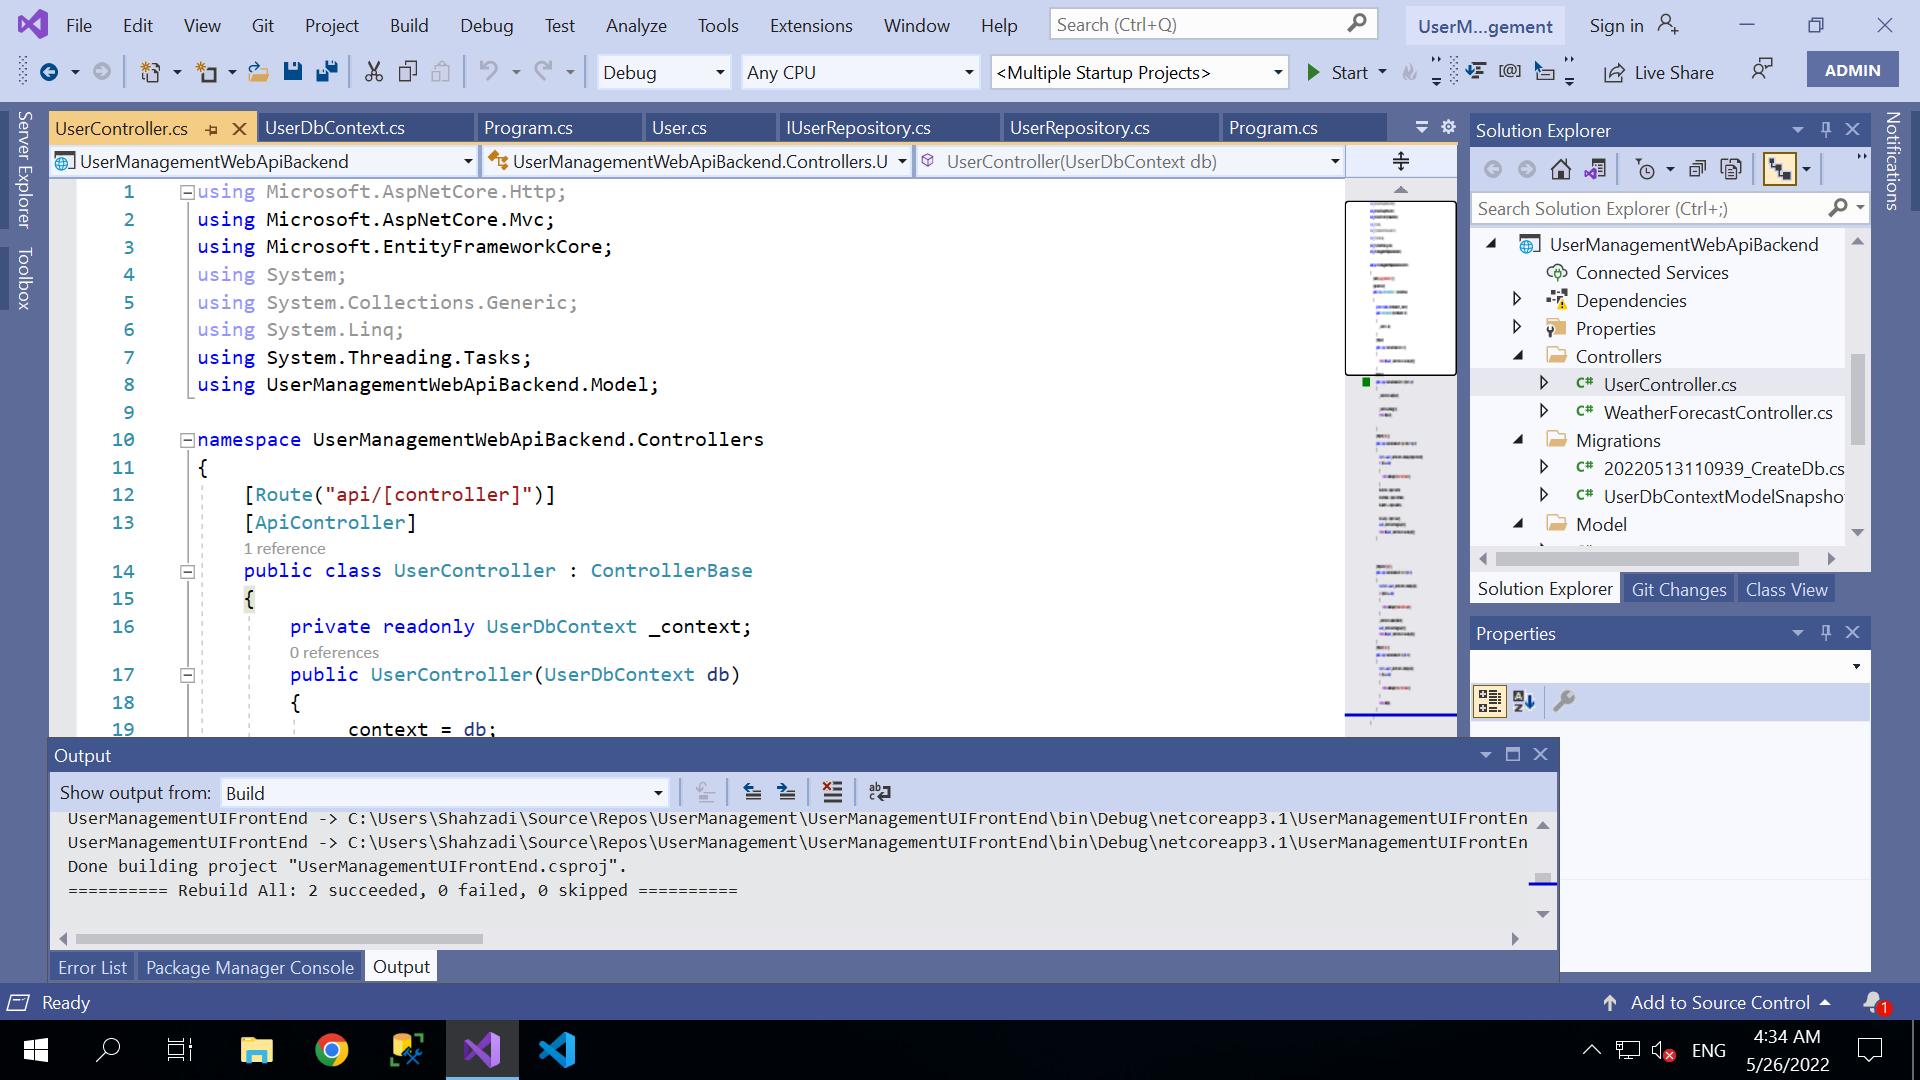 File Edit View Git Project Build Debug Test Analyze Tools Extensions Window Help Search (Ctrl+Q) UserM...gement Sign in
Debug Any CPU <Multiple Startup Projects> Start Live Share ADMIN
Server Explorer
Toolbox
UserController.cs UserDbContext.cs Program.cs User.cs IUserRepository.cs UserRepository.cs Program.cs
UserManagementWebApiBackend UserManagementWebApiBackend.Controllers.U UserController(UserDbContext db)
1 using Microsoft.AspNetCore.Http;
2 using Microsoft.AspNetCore.Mvc;
3 using Microsoft.EntityFrameworkCore;
4 using System;
5 using System.Collections.Generic;
6 using System.Linq;
7 using System.Threading.Tasks;
8 using UserManagementWebApiBackend.Model;
9
10 namespace UserManagementWebApiBackend.Controllers
11 {
12 [Route("api/[controller]")]
13 [ApiController]
1 reference
14 public class UserController : ControllerBase
15 {
16 private readonly UserDbContext _context;
0 references
17 public UserController(UserDbContext db)
18 {
19 context = db;
Solution Explorer
Search Solution Explorer (Ctrl+;)
UserManagementWebApiBackend
Connected Services
Dependencies
Properties
Controllers
C# UserController.cs
C# WeatherForecastController.cs
Migrations
C# 20220513110939_CreateDb.cs
C# UserDbContextModelSnapsho
Model
Solution Explorer Git Changes Class View
Properties
Notifications
Output
Show output from: Build
UserManagementUIFrontEnd -> C:\Users\Shahzadi\Source\Repos\UserManagement\UserManagementUIFrontEnd\bin\Debug\netcoreapp3.1\UserManagementUIFrontEn
UserManagementUIFrontEnd -> C:\Users\Shahzadi\Source\Repos\UserManagement\UserManagementUIFrontEnd\bin\Debug\netcoreapp3.1\UserManagementUIFrontEn
Done building project "UserManagementUIFrontEnd.csproj".
========== Rebuild All: 2 succeeded, 0 failed, 0 skipped ==========
Error List Package Manager Console Output
Ready Add to Source Control 1
ENG 4:34 AM
5/26/2022